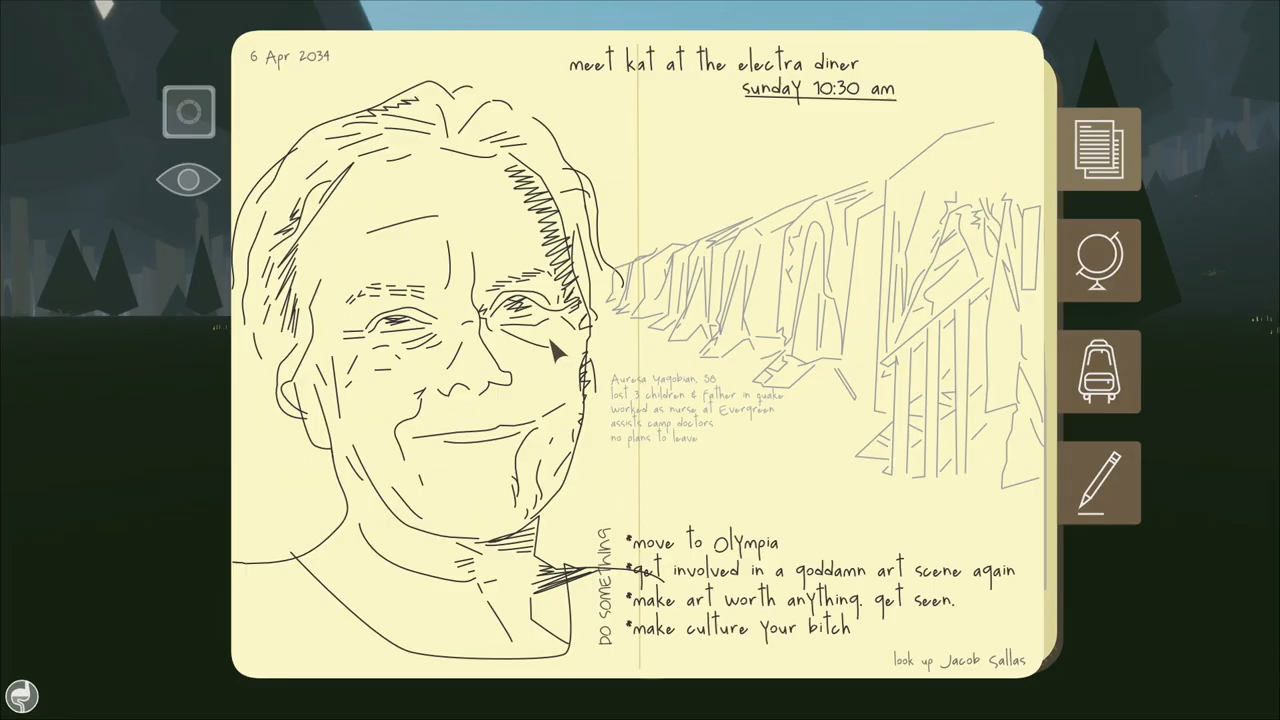 6 Apr 2034
meet kat at the electra diner
sunday 10:30 am
Auresa Yagobian, 58
lost 3 children & Father in quake
worked as nurse at Evergreen
assists camp doctors
no plans to leave
DO SOMETHING
*move to Olympia
*get involved in a goddamn art scene again
*make art worth anything. get seen.
*make culture your bitch
look up Jacob Sallas